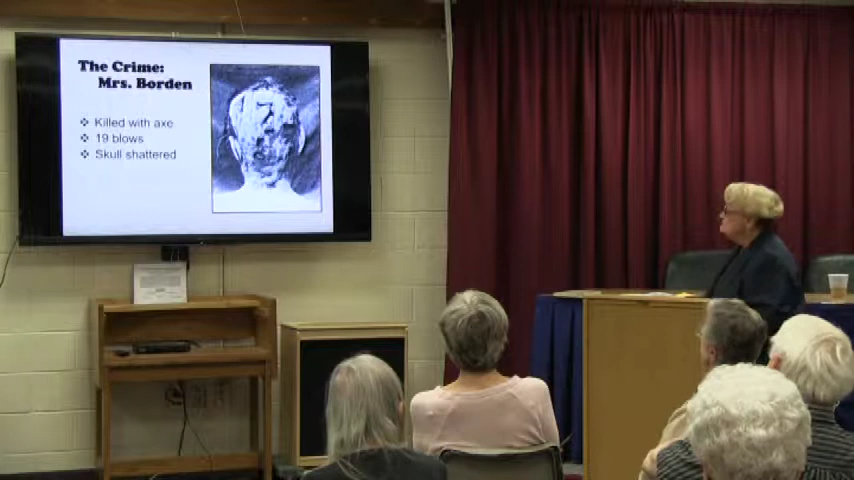 The Crime:
Mrs. Borden
❖ Killed with axe
❖ 19 blows
❖ Skull shattered